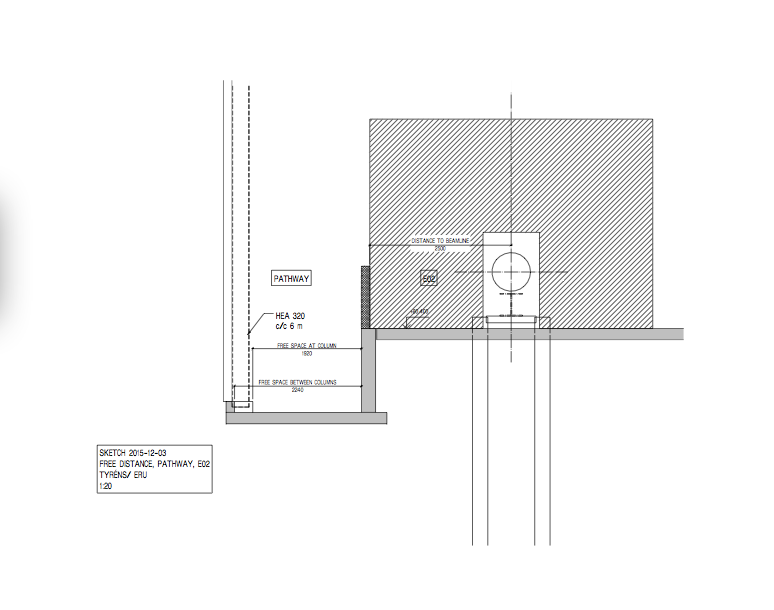 DISTANCE TO BEAMLINE
2500
PATHWAY
E02
HEA 320
c/c 6 m
FREE SPACE AT COLUMN
1920
FREE SPACE BETWEEN COLUMNS
2240
SKETCH 2015-12-03
FREE DISTANCE, PATHWAY, E02
TYRÉNS/ ERU
1:20